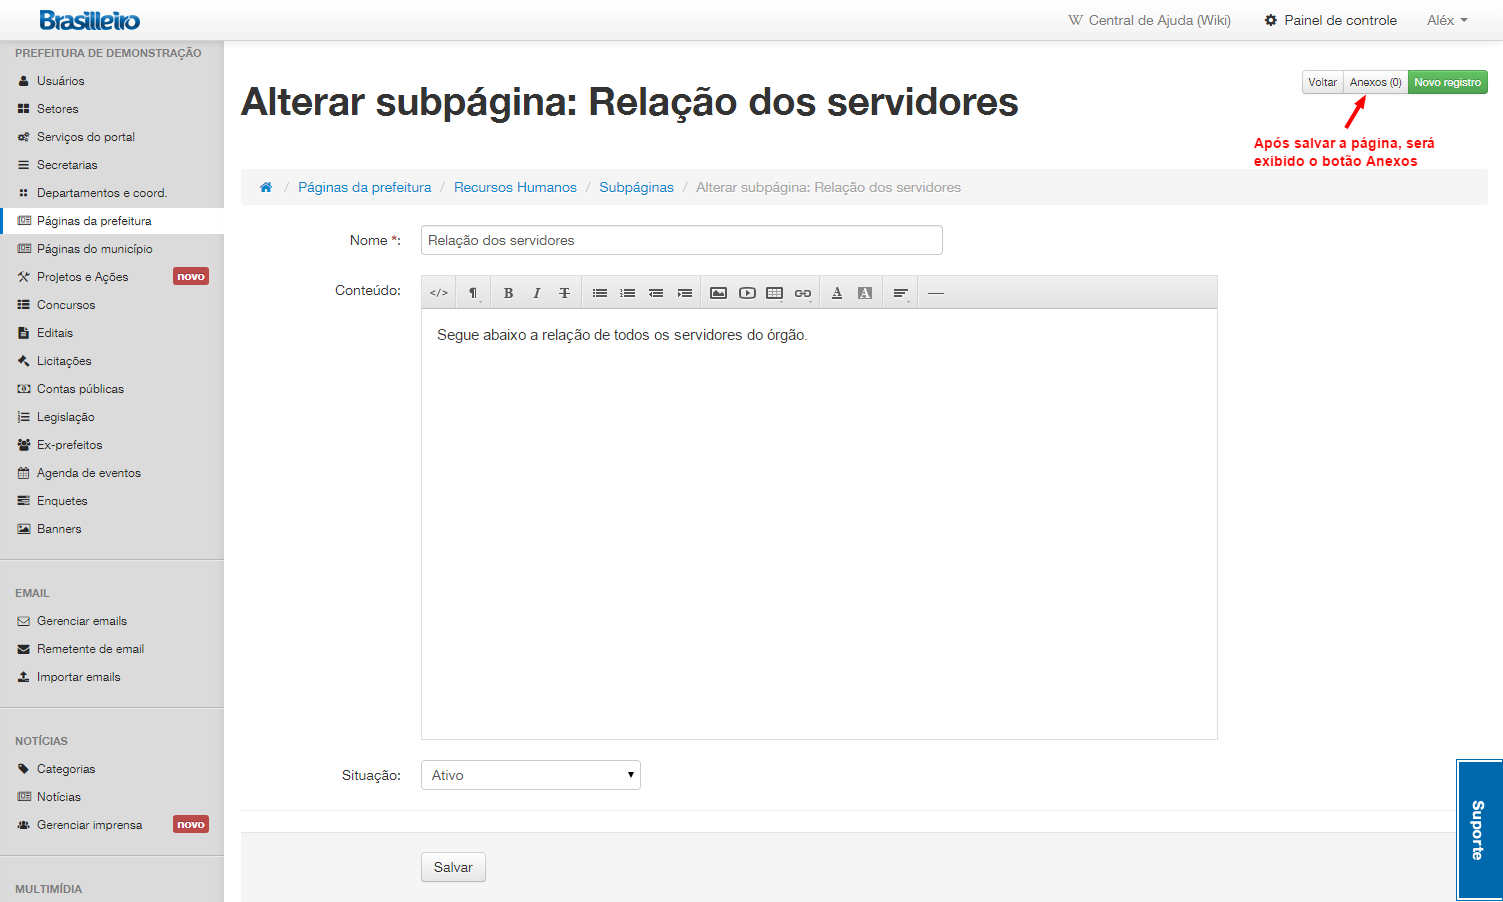 Brasilleiro
Central de Ajuda (Wiki)
Painel de controle
Aléx
PREFEITURA DE DEMONSTRAÇÃO
Usuários
Setores
Serviços do portal
Secretarias
Departamentos e coord.
Páginas da prefeitura
Páginas do município
Projetos e Ações novo
Concursos
Editais
Licitações
Contas públicas
Legislação
Ex-prefeitos
Agenda de eventos
Enquetes
Banners
EMAIL
Gerenciar emails
Remetente de email
Importar emails
NOTÍCIAS
Categorias
Notícias
Gerenciar imprensa novo
MULTIMÍDIA
Alterar subpágina: Relação dos servidores
Voltar Anexos (0) Novo registro
Após salvar a página, será
exibido o botão Anexos
/ Páginas da prefeitura / Recursos Humanos / Subpáginas / Alterar subpágina: Relação dos servidores
Nome *: Relação dos servidores
Conteúdo:
Segue abaixo a relação de todos os servidores do órgão.
Situação: Ativo
Salvar
Suporte